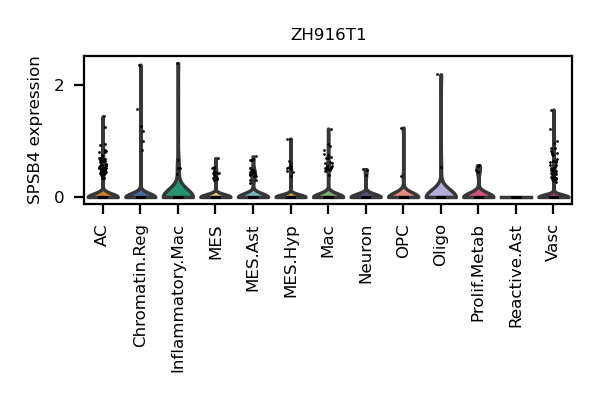 ZH916T1
SPSB4 expression
2
0
AC
Chromatin.Reg
Inflammatory.Mac
MES
MES.Ast
MES.Hyp
Mac
Neuron
OPC
Oligo
Prolif.Metab
Reactive.Ast
Vasc